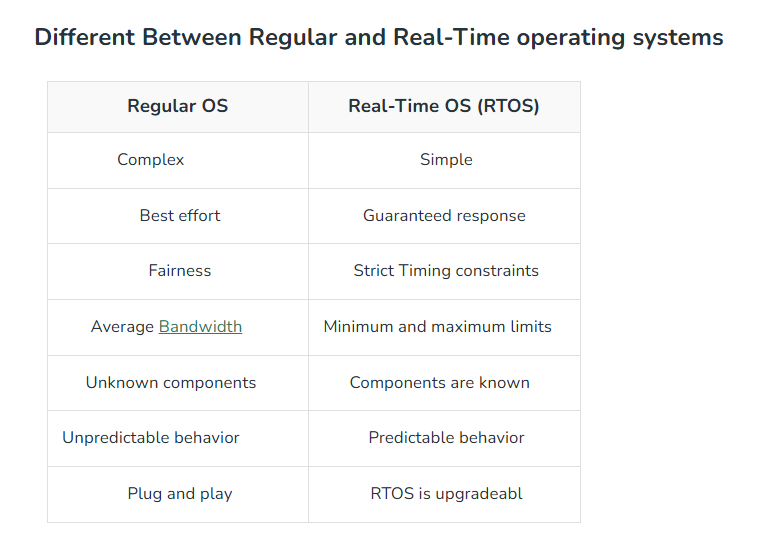 Different Between Regular and Real-Time operating systems
Regular OS Real-Time OS (RTOS)
Complex Simple
Best effort Guaranteed response
Fairness Strict Timing constraints
Average Bandwidth Minimum and maximum limits
Unknown components Components are known
Unpredictable behavior Predictable behavior
Plug and play RTOS is upgradeabl